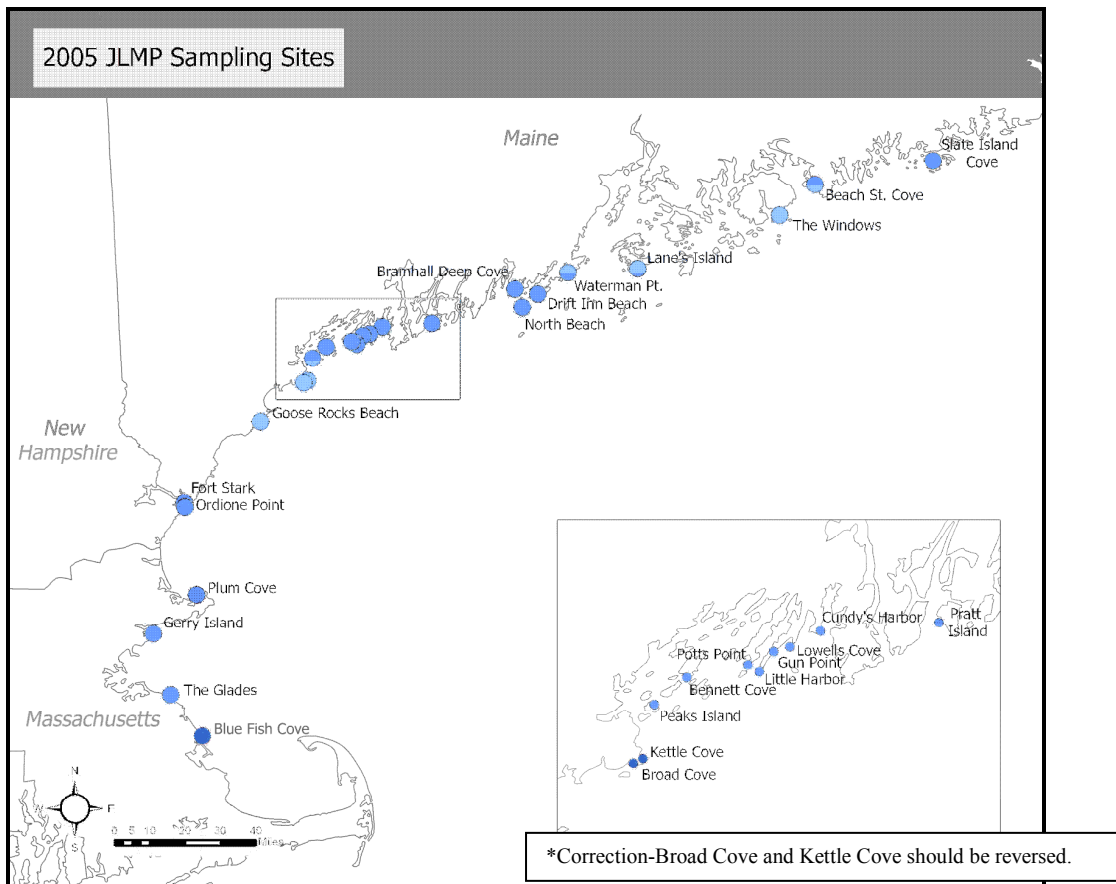 2005 JLMP Sampling Sites
Maine
Slate Island
Cove
Beach St. Cove
The Windows
Lane's Island
Bramhall Deep Cove
Waterman Pt.
Drift Inn Beach
North Beach
Goose Rocks Beach
New
Hampshire
Fort Stark
Ordione Point
Plum Cove
Gerry Island
The Glades
Massachusetts
Blue Fish Cove
Cundy's Harbor
Pratt
Island
Potts Point
Lowells Cove
Gun Point
Little Harbor
Bennett Cove
Peaks Island
Kettle Cove
Broad Cove
N
S
0 5 10 20 30 40
Miles
*Correction-Broad Cove and Kettle Cove should be reversed.